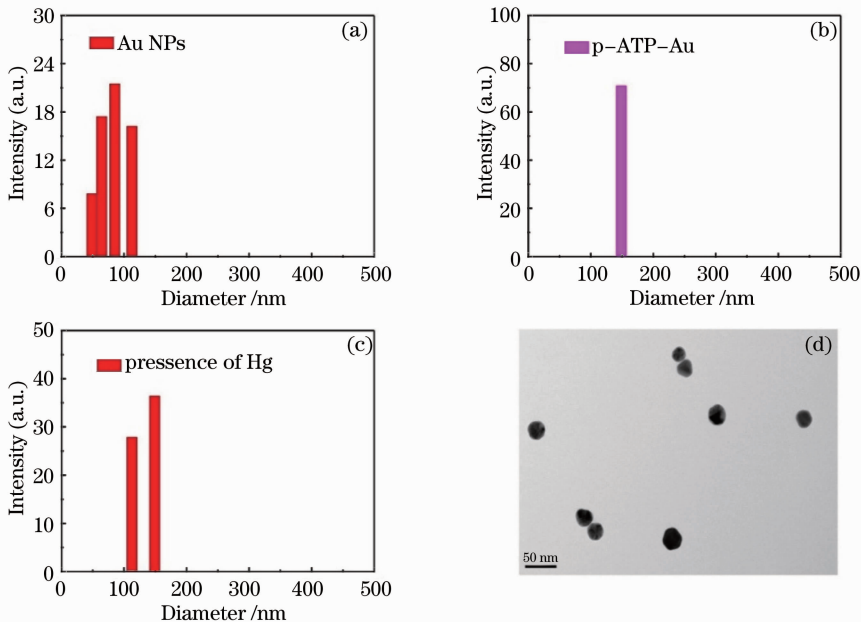 (a)
Au NPs
Intensity (a.u.)
30
24
18
12
6
0
0 100 200 300 400 500
Diameter /nm
(b)
p-ATP-Au
Intensity (a.u.)
100
80
60
40
20
0
0 100 200 300 400 500
Diameter /nm
(c)
pressence of Hg
Intensity (a.u.)
50
40
30
20
10
0
0 100 200 300 400 500
Diameter /nm
(d)
50 nm